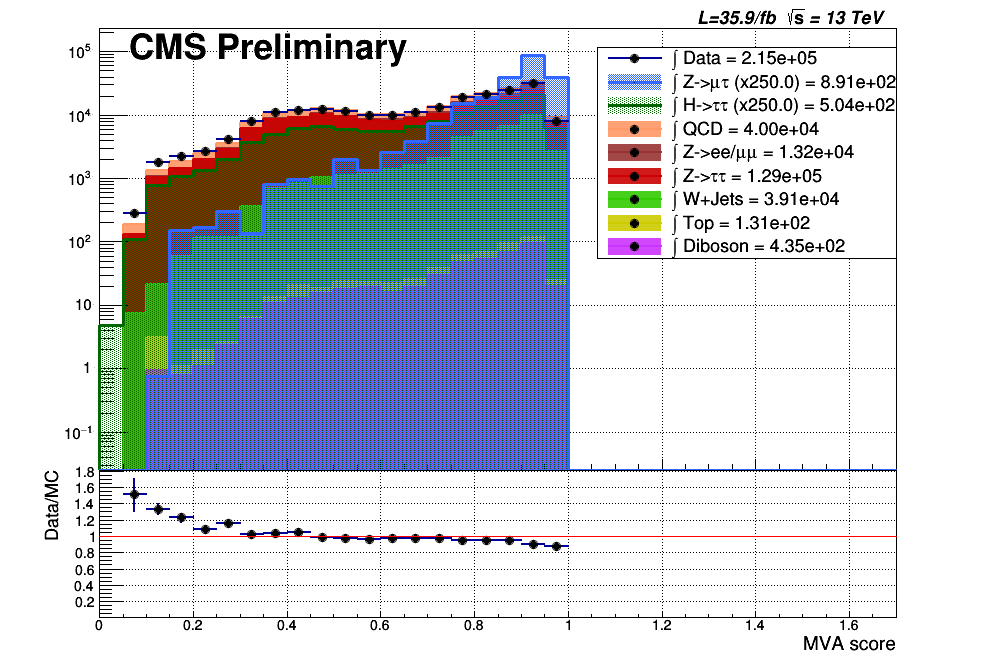 L=35.9/fb √s = 13 TeV
CMS Preliminary
∫ Data = 2.15e+05
∫ Z->μτ (x250.0) = 8.91e+02
∫ H->ττ (x250.0) = 5.04e+02
∫ QCD = 4.00e+04
∫ Z->ee/μμ = 1.32e+04
∫ Z->ττ = 1.29e+05
∫ W+Jets = 3.91e+04
∫ Top = 1.31e+02
∫ Diboson = 4.35e+02
10⁵
10⁴
10³
10²
10
1
10⁻¹
Data/MC
1.8
1.6
1.4
1.2
1
0.8
0.6
0.4
0.2
0 0.2 0.4 0.6 0.8 1 1.2 1.4 1.6
MVA score